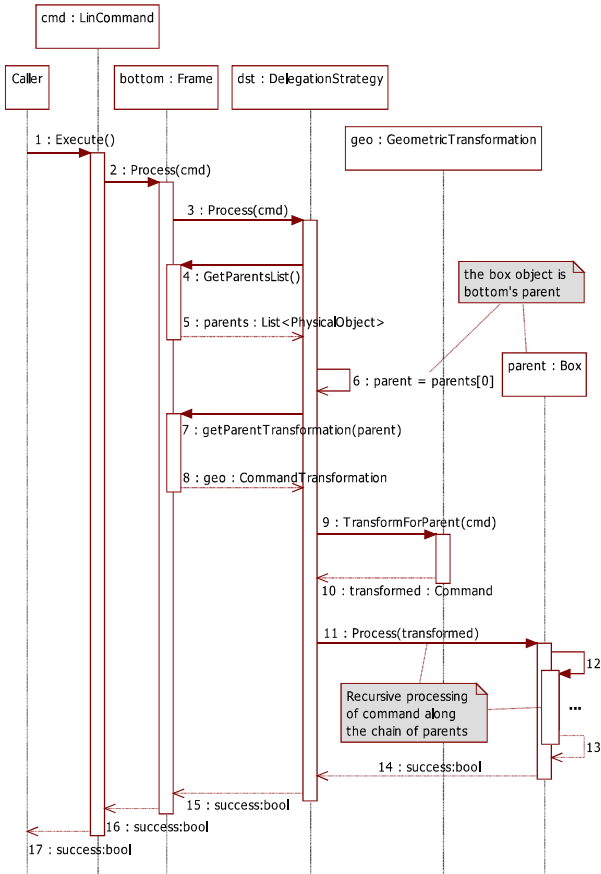 cmd : LinCommand
Caller
bottom : Frame
dst : DelegationStrategy
geo : GeometricTransformation
1 : Execute()
2 : Process(cmd)
3 : Process(cmd)
4 : GetParentsList()
the box object is
bottom's parent
5 : parents : List<PhysicalObject>
parent : Box
6 : parent = parents[0]
7 : getParentTransformation(parent)
8 : geo : CommandTransformation
9 : TransformForParent(cmd)
10 : transformed : Command
11 : Process(transformed)
12
Recursive processing
of command along
the chain of parents
...
13
14 : success:bool
15 : success:bool
16 : success:bool
17 : success:bool